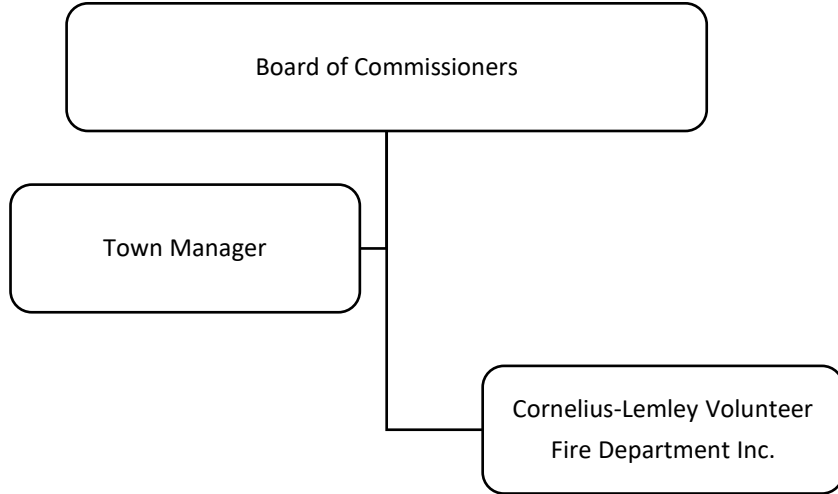 Board of Commissioners
Town Manager
Cornelius-Lemley Volunteer
Fire Department Inc.